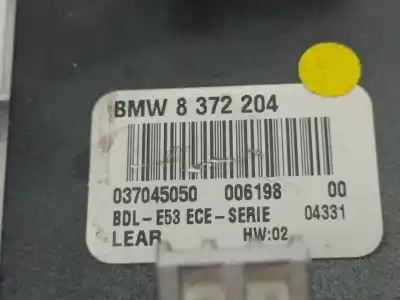 BMW 8 372 204
037045050 006198 00
BDL-E53 ECE-SERIE 04331
LEAR HW:02